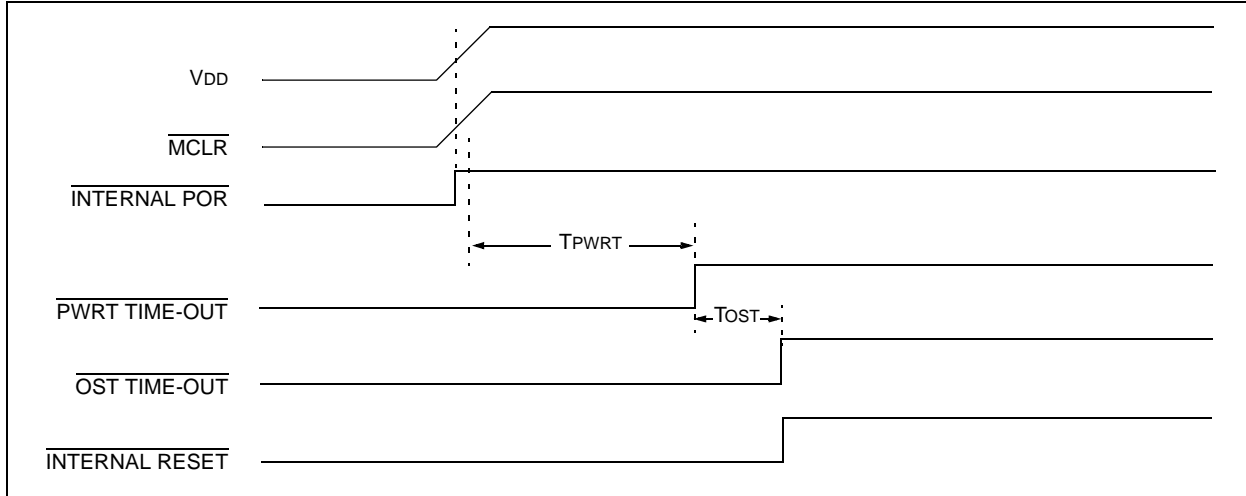 VDD
MCLR
INTERNAL POR
TPWRT
PWRT TIME-OUT
TOST
OST TIME-OUT
INTERNAL RESET